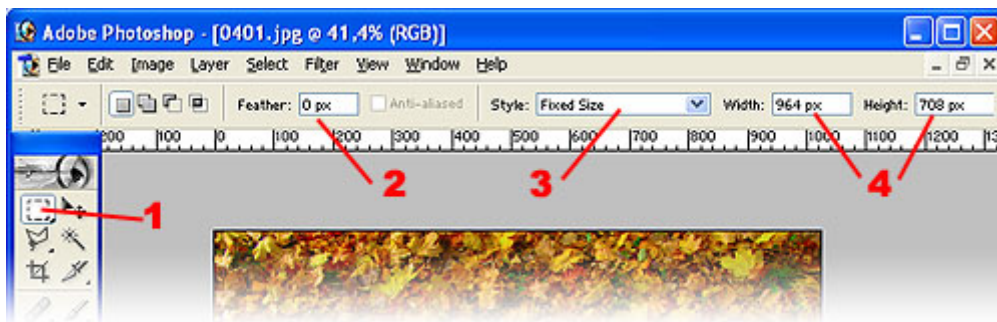 Adobe Photoshop - [0401.jpg @ 41,4% (RGB)]
File Edit Image Layer Select Filter View Window Help
Feather: 0 px Anti-aliased Style: Fixed Size Width: 964 px Height: 708 px
200 100 0 100 200 300 400 500 600 700 800 900 1000 1100 1200
2 3 4
1